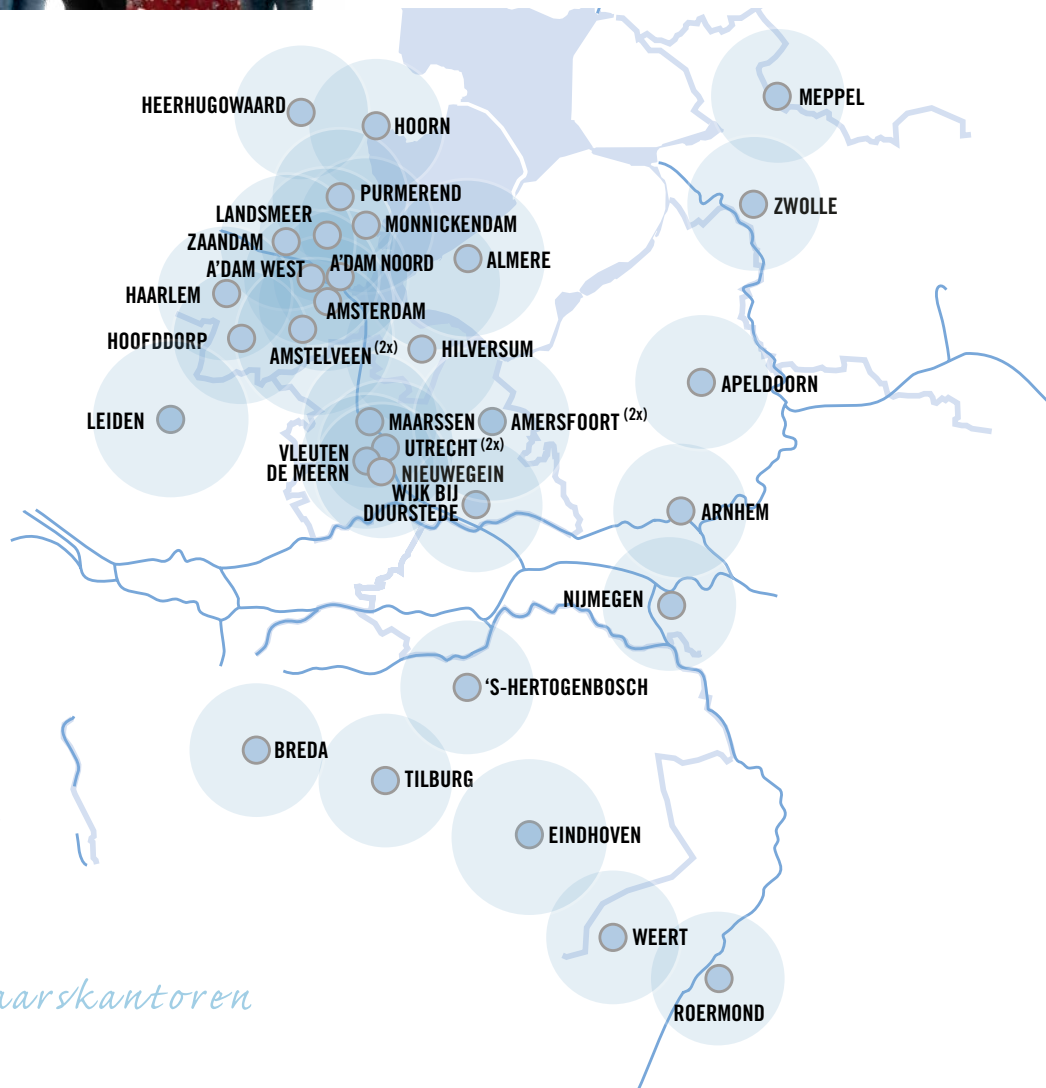 HEERHUGOWAARD
HOORN
MEPPEL
PURMEREND
ZWOLLE
LANDSMEER
MONNICKENDAM
ZAANDAM
A'DAM WEST
A'DAM NOORD
ALMERE
HAARLEM
AMSTERDAM
HOOFDDORP
AMSTELVEEN (2x)
HILVERSUM
APELDOORN
LEIDEN
MAARSSEN
AMERSFOORT (2x)
UTRECHT (2x)
VLEUTEN
DE MEERN
NIEUWEGEIN
WIJK BIJ
DUURSTEDE
ARNHEM
NIJMEGEN
‘S-HERTOGENBOSCH
BREDA
TILBURG
EINDHOVEN
WEERT
aarskantoren
ROERMOND